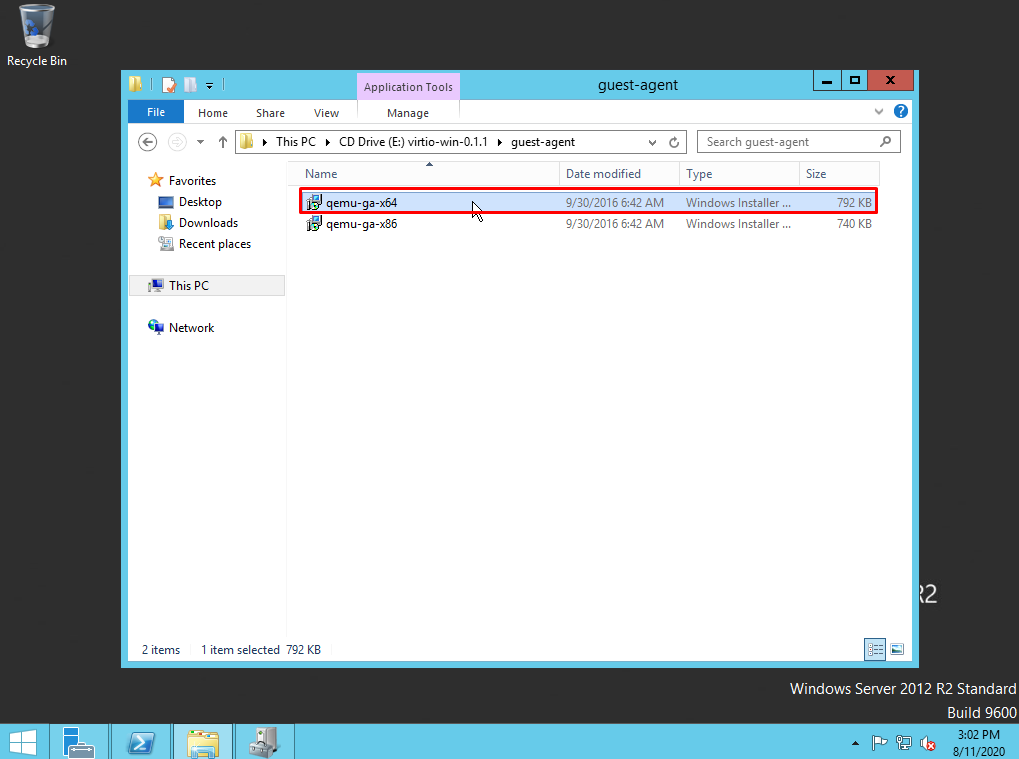 Recycle Bin
Application Tools
guest-agent
File
Home
Share
View
Manage
This PC
CD Drive (E:) virtio-win-0.1.1
guest-agent
Search guest-agent
Name
Date modified
Type
Size
Favorites
Desktop
Downloads
Recent places
This PC
Network
qemu-ga-x64 9/30/2016 6:42 AM Windows Installer ... 792 KB
qemu-ga-x86 9/30/2016 6:42 AM Windows Installer ... 740 KB
R2
2 items 1 item selected 792 KB
Windows Server 2012 R2 Standard
Build 9600
3:02 PM
8/11/2020